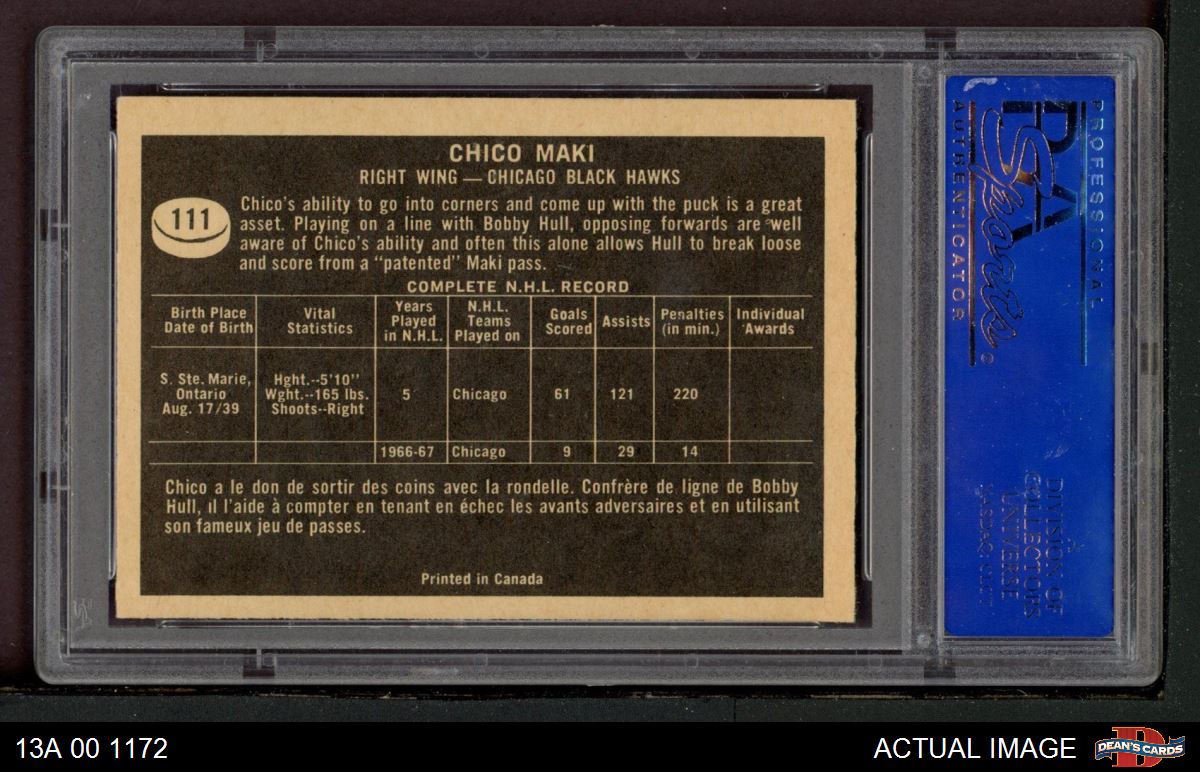 CHICO MAKI
RIGHT WING — CHICAGO BLACK HAWKS
111
Chico's ability to go into corners and come up with the puck is a great
asset. Playing on a line with Bobby Hull, opposing forwards are well
aware of Chico's ability and often this alone allows Hull to break loose
and score from a "patented" Maki pass.
COMPLETE N.H.L. RECORD
Birth Place
Date of Birth
Vital
Statistics
Years
Played
in N.H.L.
N.H.L.
Teams
Played on
Goals
Scored
Assists
Penalties
(in min.)
Individual
Awards
S. Ste. Marie,
Ontario
Aug. 17/39
Hght.--5'10"
Wght.--165 lbs.
Shoots--Right
5
Chicago
61
121
220
1966-67
Chicago
9
29
14
Chico a le don de sortir des coins avec la rondelle. Confrère de ligne de Bobby
Hull, il l'aide à compter en tenant en échec les avants adversaires et en utilisant
son fameux jeu de passes.
Printed in Canada
PROFESSIONAL
PSA
Sports
AUTHENTICATOR
DIVISION OF
COLLECTORS
UNIVERSE
NASDAQ: CLCT
13A 00 1172
ACTUAL IMAGE
D
DEAN'S CARDS